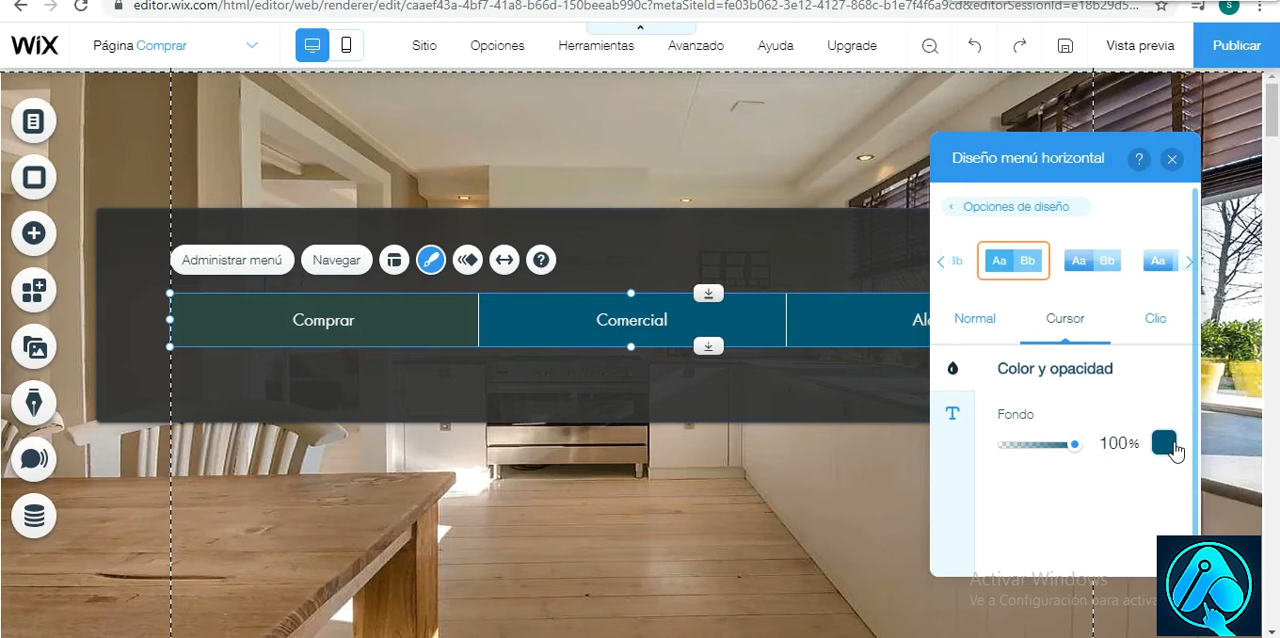 editor.wix.com/html/editor/web/renderer/edit/caaef43a-4bf7-41a8-b66d-150beeab990c?metaSiteId=fe03b062-3e12-4127-868c-b1e7f4f6a9cd&editorSessionId=e18b29d5...
S
WiX
Página Comprar
Sitio
Opciones
Herramientas
Avanzado
Ayuda
Upgrade
Vista previa
Publicar
Diseño menú horizontal
?
Opciones de diseño
Administrar menú
Navegar
?
Bb
Aa Bb
Aa Bb
Aa
Comprar
Comercial
Normal
Cursor
Clic
Color y opacidad
T
Fondo
100%
Activar Windows
Ve a Configuración para activa